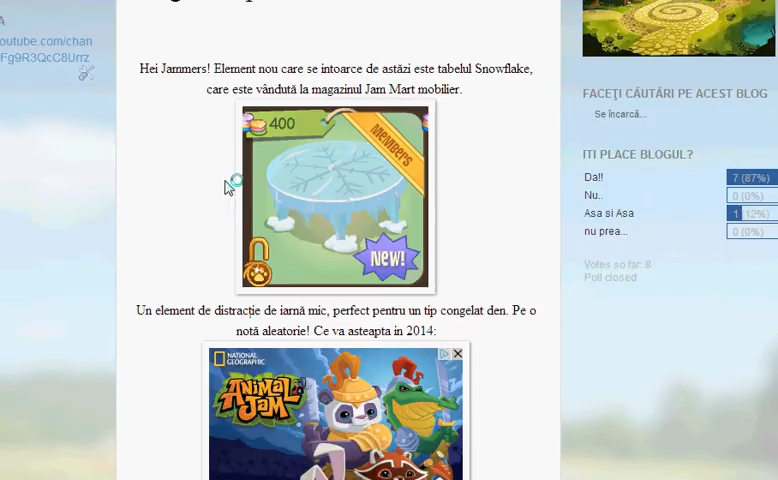 outube.com/chan
Fg9R3QcC8Urrz
Hei Jammers! Element nou care se intoarce de astăzi este tabelul Snowflake,
care este vândută la magazinul Jam Mart mobilier.
400
Members
New!
Un element de distracție de iarnă mic, perfect pentru un tip congelat den. Pe o
notă aleatorie! Ce va asteapta in 2014:
NATIONAL
GEOGRAPHIC
ANIMAL
JAM
FACEŢI CĂUTĂRI PE ACEST BLOG
Se încarcă...
ITI PLACE BLOGUL?
Da!! 7 (87%)
Nu.. 0 (0%)
Asa si Asa 1 (12%)
nu prea... 0 (0%)
Votes so far: 8
Poll closed